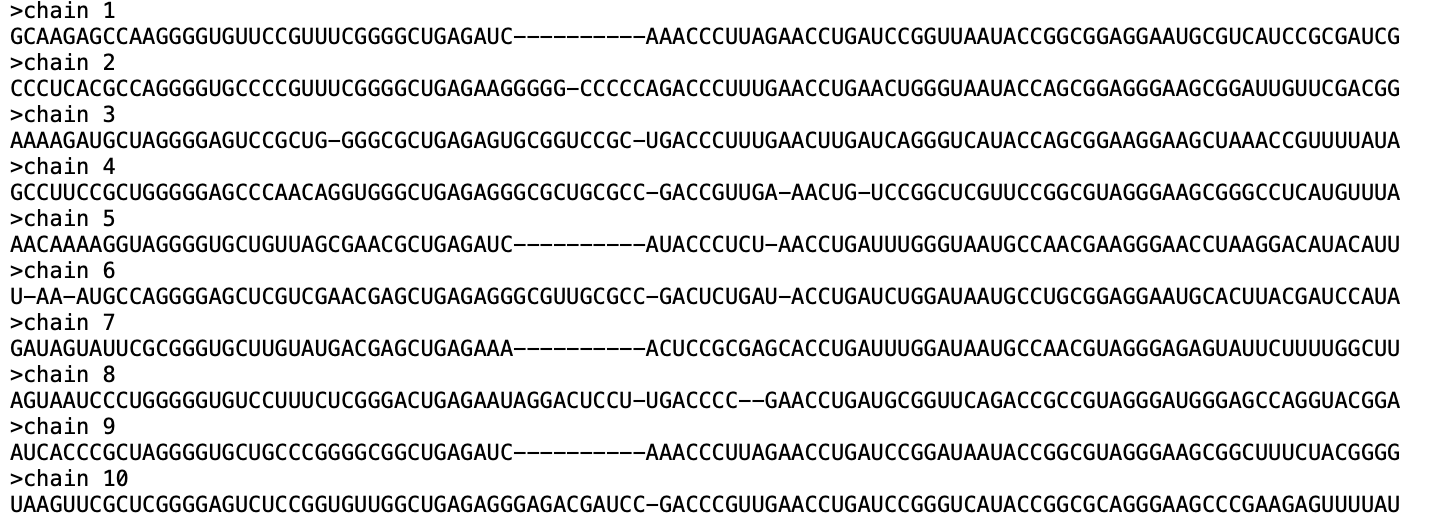 >chain 1
GCAAGAGCCAAGGGGUGUUCCGUUUCGGGGCUGAGAUC----------AAACCCUUAGAACCUGAUCCGGUUAAUACCGGCGGAGGAAUGCGUCAUCCGCGAUCG
>chain 2
CCCUCACGCCAGGGGUGCCCCGUUUCGGGGCUGAGAAGGGGG-CCCCCAGACCCUUUGAACCUGAACUGGGUAAUACCAGCGGAGGGAAGCGGAUUGUUCGACGG
>chain 3
AAAAGAUGCUAGGGGAGUCCGCUG-GGGCGCUGAGAGUGCGGUCCGC-UGACCCUUUGAACUUGAUCAGGGUCAUACCAGCGGAAGGAAGCUAAACCGUUUUAUA
>chain 4
GCCUUCCGCUGGGGGAGCCCAACAGGUGGGCUGAGAGGGCGCUGCGCC-GACCGUUGA-AACUG-UCCGGCUCGUUCCGGCGUAGGGAAGCGGGCCUCAUGUUUA
>chain 5
AACAAAAGGUAGGGGUGCUGUUAGCGAACGCUGAGAUC----------AUACCCUCU-AACCUGAUUUGGGUAAUGCCAACGAAGGGAACCUAAGGACAUACAUU
>chain 6
U-AA-AUGCCAGGGGAGCUCGUCGAACGAGCUGAGAGGGCGUUGCGCC-GACUCUGAU-ACCUGAUCUGGAUAAUGCCUGCGGAGGAAUGCACUUACGAUCCAUA
>chain 7
GAUAGUAUUCGCGGGUGCUUGUAUGACGAGCUGAGAAA----------ACUCCGCGAGCACCUGAUUUGGAUAAUGCCAACGUAGGGAGAGUAUUCUUUUGGCUU
>chain 8
AGUAAUCCCUGGGGGUGUCCUUUCUCGGGACUGAGAAUAGGACUCCU-UGACCCC--GAACCUGAUGCGGUUCAGACCGCCGUAGGGAUGGGAGCCAGGUACGGA
>chain 9
AUCACCCGCUAGGGGUGCUGCCCGGGGCGGCUGAGAUC----------AAACCCUUAGAACCUGAUCCGGAUAAUACCGGCGUAGGGAAGCGGCUUUCUACGGGG
>chain 10
UAAGUUCGCUCGGGGAGUCUCCGGUGUUGGCUGAGAGGGAGACGAUCC-GACCCGUUGAACCUGAUCCGGGUCAUACCGGCGCAGGGAAGCCCGAAGAGUUUUAU